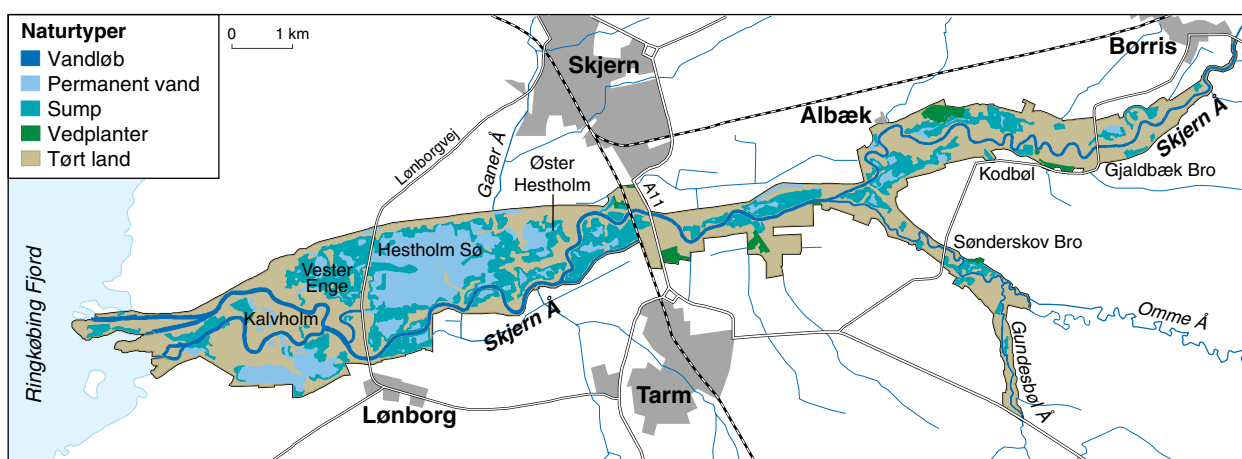 Naturtyper
Vandløb
Permanent vand
Sump
Vedplanter
Tørt land
0 1 km
Skjern
Børris
Albæk
Skjern Å
Lønborgvej
Ganer Å
Øster
Hestholm
A11
Kodbøl
Gjaldbæk Bro
Hestholm Sø
Sønderskov Bro
Vester
Enge
Kalvholm
Skjern Å
Omme Å
Gundesbøl Å
Ringkøbing Fjord
Lønborg
Tarm